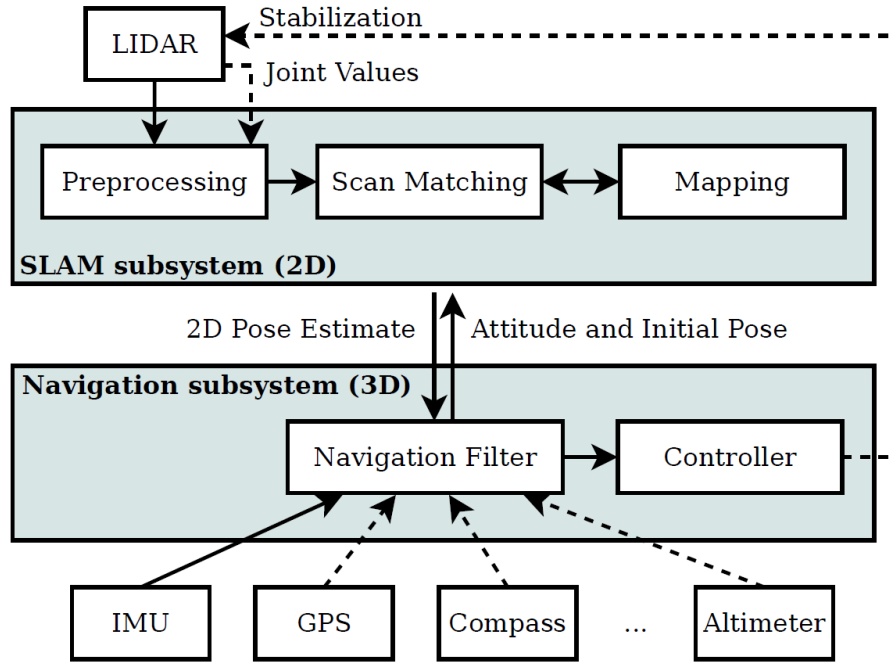 Stabilization
LIDAR
Joint Values
Preprocessing
Scan Matching
Mapping
SLAM subsystem (2D)
2D Pose Estimate
Attitude and Initial Pose
Navigation subsystem (3D)
Navigation Filter
Controller
IMU
GPS
Compass
...
Altimeter